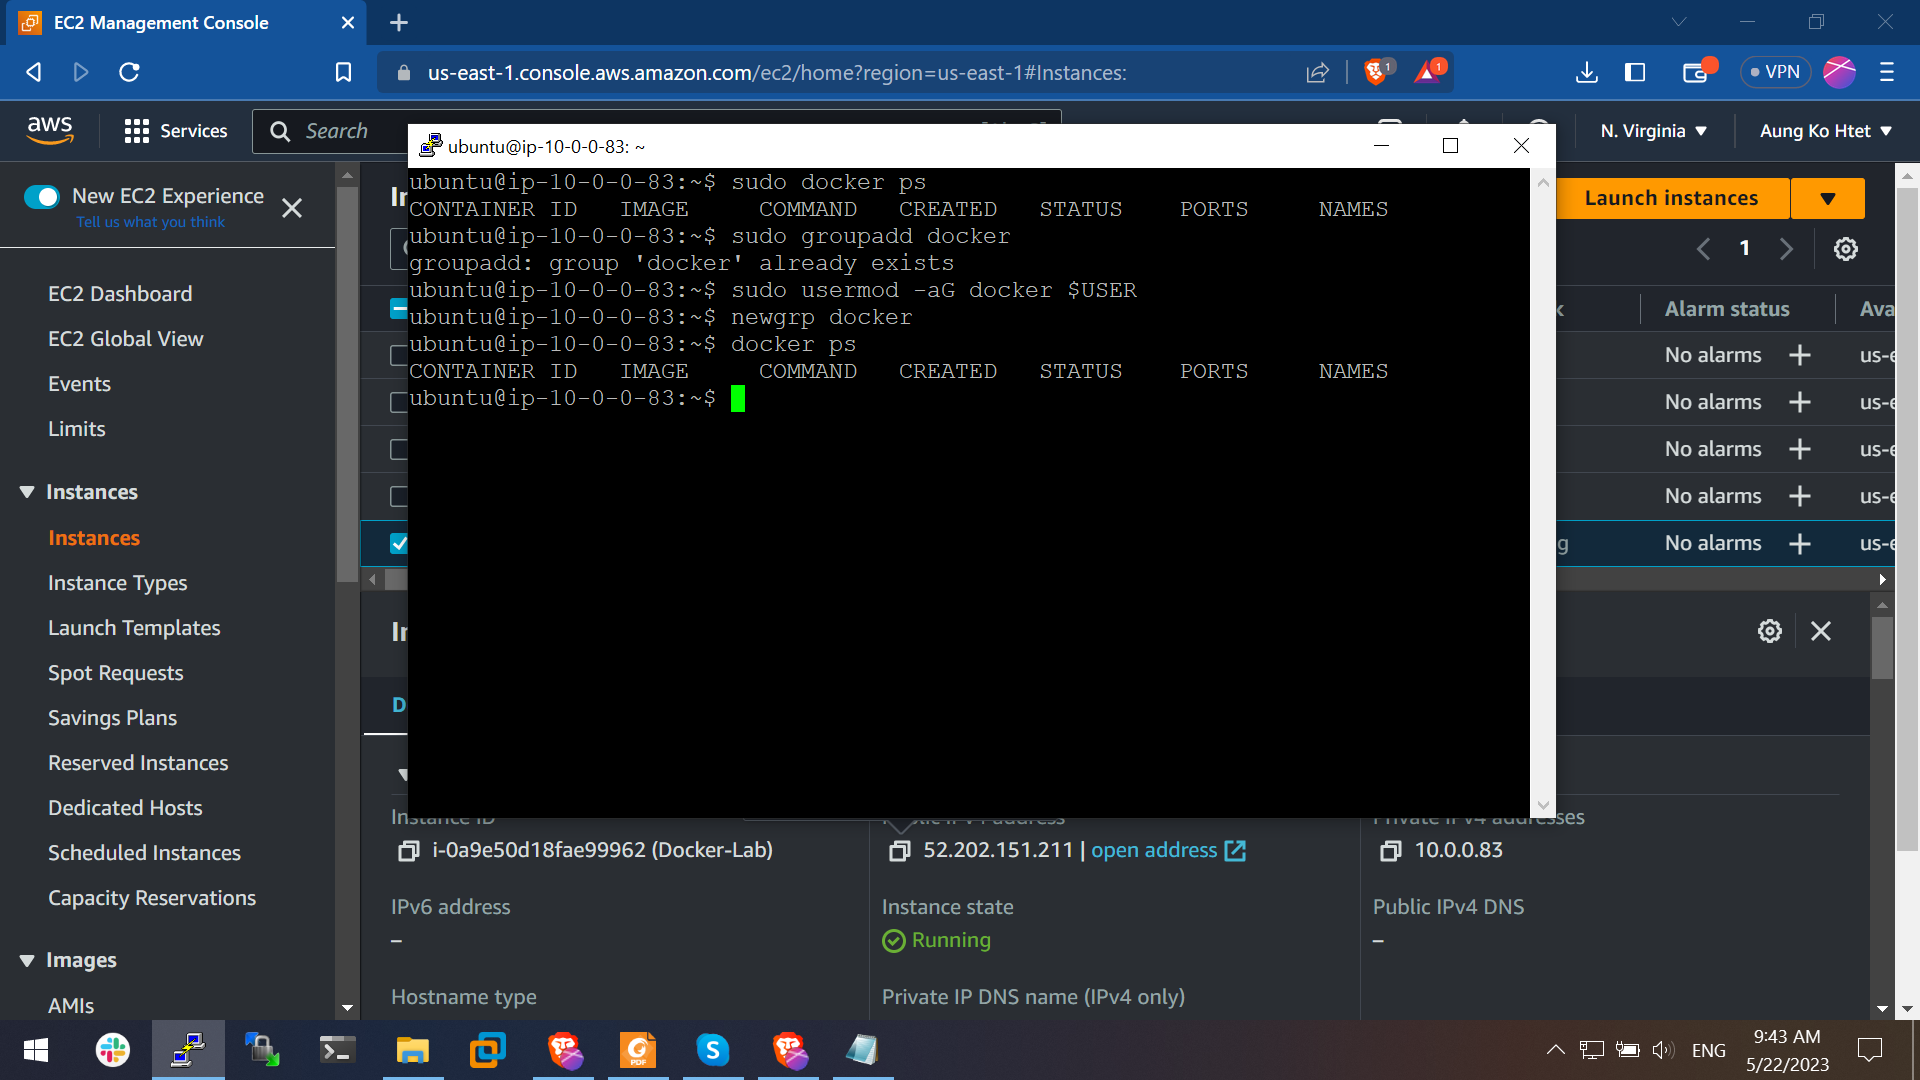 EC2 Management Console
us-east-1.console.aws.amazon.com/ec2/home?region=us-east-1#Instances:
1
1
VPN
aws
Services
Search
N. Virginia
Aung Ko Htet
ubuntu@ip-10-0-0-83: ~
ubuntu@ip-10-0-0-83:~$ sudo docker ps
CONTAINER ID IMAGE COMMAND CREATED STATUS PORTS NAMES
ubuntu@ip-10-0-0-83:~$ sudo groupadd docker
groupadd: group 'docker' already exists
ubuntu@ip-10-0-0-83:~$ sudo usermod -aG docker $USER
ubuntu@ip-10-0-0-83:~$ newgrp docker
ubuntu@ip-10-0-0-83:~$ docker ps
CONTAINER ID IMAGE COMMAND CREATED STATUS PORTS NAMES
ubuntu@ip-10-0-0-83:~$
New EC2 Experience
Tell us what you think
EC2 Dashboard
EC2 Global View
Events
Limits
Instances
Instances
Instance Types
Launch Templates
Spot Requests
Savings Plans
Reserved Instances
Dedicated Hosts
Scheduled Instances
Capacity Reservations
Images
AMIs
Launch instances
1
Alarm status
Ava
No alarms + us-e
No alarms + us-e
No alarms + us-e
No alarms + us-e
No alarms + us-e
Instance ID
i-0a9e50d18fae99962 (Docker-Lab)
IPv6 address
–
Hostname type
Public IPv4 address
52.202.151.211 | open address
Instance state
Running
Private IP DNS name (IPv4 only)
Private IPv4 addresses
10.0.0.83
Public IPv4 DNS
–
PDF
ENG
9:43 AM
5/22/2023